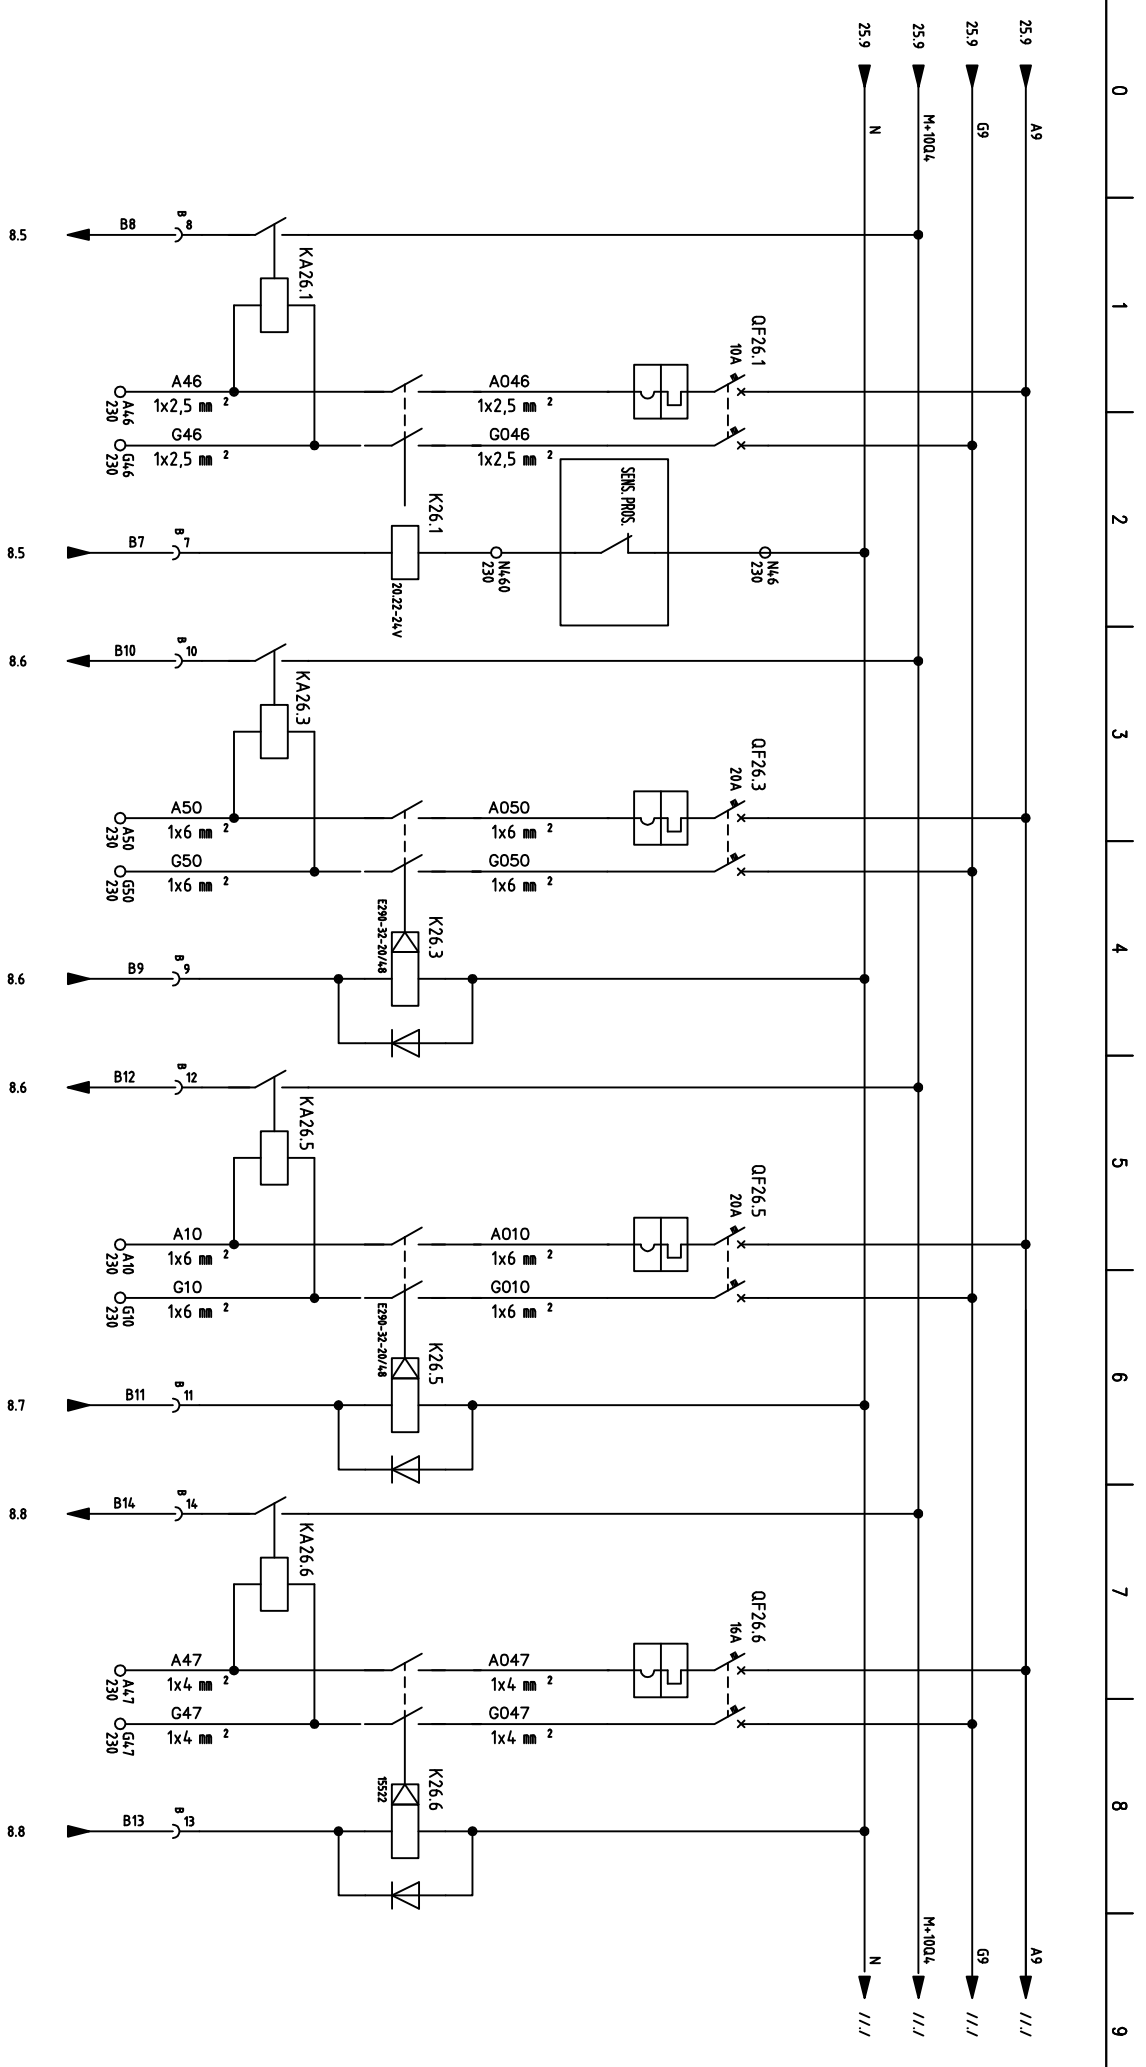 0
1
2
3
4
5
6
7
8
9
25.9
A9
A9
//./
25.9
G9
G9
//./
25.9
M+10Q4
M+10Q4
//./
25.9
N
N
//./
QF26.1
10A
QF26.3
20A
QF26.5
20A
QF26.6
16A
N46
230
SENS. PROS.
N460
230
A046
1x2,5 mm 2
G046
1x2,5 mm 2
A050
1x6 mm 2
G050
1x6 mm 2
A010
1x6 mm 2
G010
1x6 mm 2
A047
1x4 mm 2
G047
1x4 mm 2
K26.1
20.22-24V
K26.3
E290-32-20/48
K26.5
E290-32-20/48
K26.6
15522
KA26.1
KA26.3
KA26.5
KA26.6
A46
1x2,5 mm 2
G46
1x2,5 mm 2
A50
1x6 mm 2
G50
1x6 mm 2
A10
1x6 mm 2
G10
1x6 mm 2
A47
1x4 mm 2
G47
1x4 mm 2
B8
B
8
B7
B
7
B10
B
10
B9
B
9
B12
B
12
B11
B
11
B14
B
14
B13
B
13
A46
230
G46
230
A50
230
G50
230
A10
230
G10
230
A47
230
G47
230
8.5
8.5
8.6
8.6
8.6
8.7
8.8
8.8